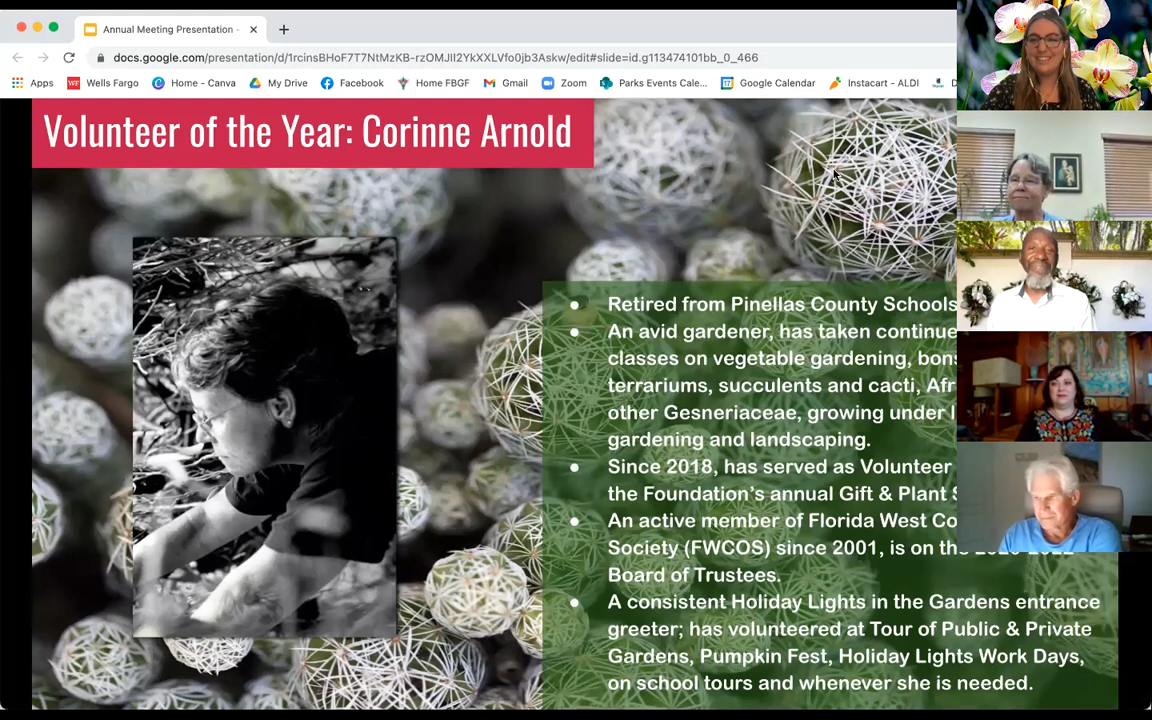 Annual Meeting Presentation -
docs.google.com/presentation/d/1rcinsBHoF7T7NtMzKB-rzOMJII2YkXXLVfo0jb3Askw/edit#slide=id.g113474101bb_0_466
Apps Wells Fargo Home - Canva My Drive Facebook Home FBGF Gmail Zoom Parks Events Cale... Google Calendar Instacart – ALDI
Volunteer of the Year: Corinne Arnold
• Retired from Pinellas County Schools
• An avid gardener, has taken continue
classes on vegetable gardening, bons
terrariums, succulents and cacti, Afr
other Gesneriaceae, growing under l
gardening and landscaping.
• Since 2018, has served as Volunteer
the Foundation's annual Gift & Plant S
• An active member of Florida West Co
Society (FWCOS) since 2001, is on the
Board of Trustees.
• A consistent Holiday Lights in the Gardens entrance
greeter; has volunteered at Tour of Public & Private
Gardens, Pumpkin Fest, Holiday Lights Work Days,
on school tours and whenever she is needed.